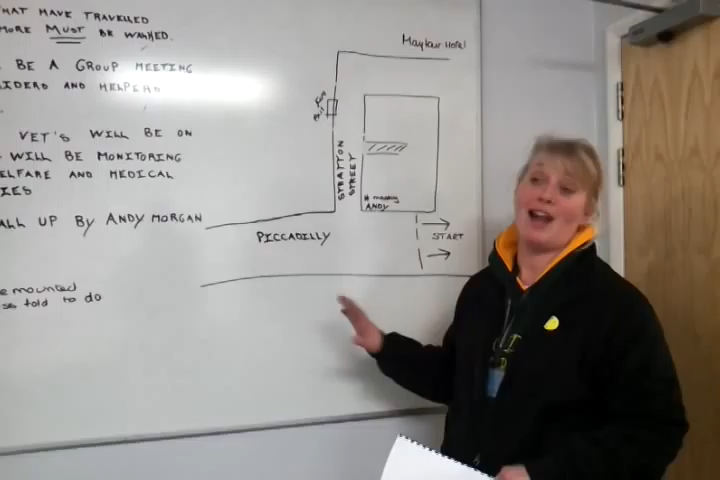 HAT HAVE TRAVELLED
MORE MUST BE WASHED.
BE A GROUP MEETING
RIDERS AND HELPERS
VET'S WILL BE ON
WILL BE MONITORING
ELFARE AND MEDICAL
IES
ALL UP BY ANDY MORGAN
E mounted
se told to do
Mayfair Hotel
STRATTON
STREET
# meeting
ANDY
PICCADILLY
START